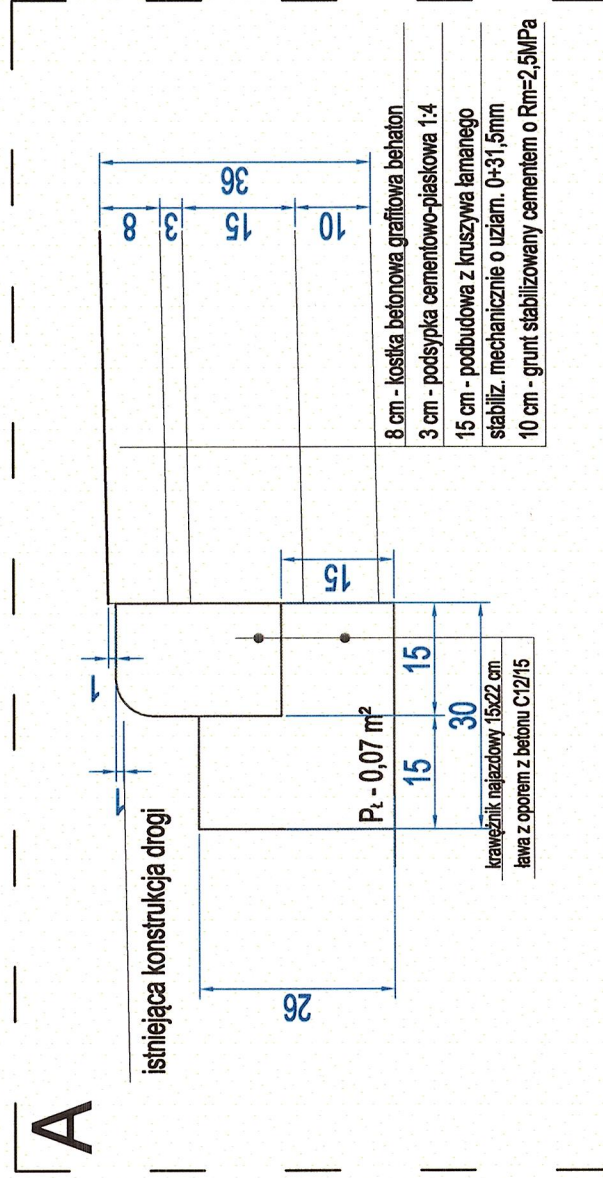 A
istniejąca konstrukcja drogi
1
1
26
15
15
30
15
8
3
15
10
36
PŁ - 0,07 m²
krawężnik najazdowy 15x22 cm
ława z oporem z betonu C12/15
8 cm - kostka betonowa grafitowa behaton
3 cm - podsypka cementowo-piaskowa 1:4
15 cm - podbudowa z kruszywa łamanego
stabiliz. mechanicznie o uziarn. 0÷31,5mm
10 cm - grunt stabilizowany cementem o Rm=2,5MPa